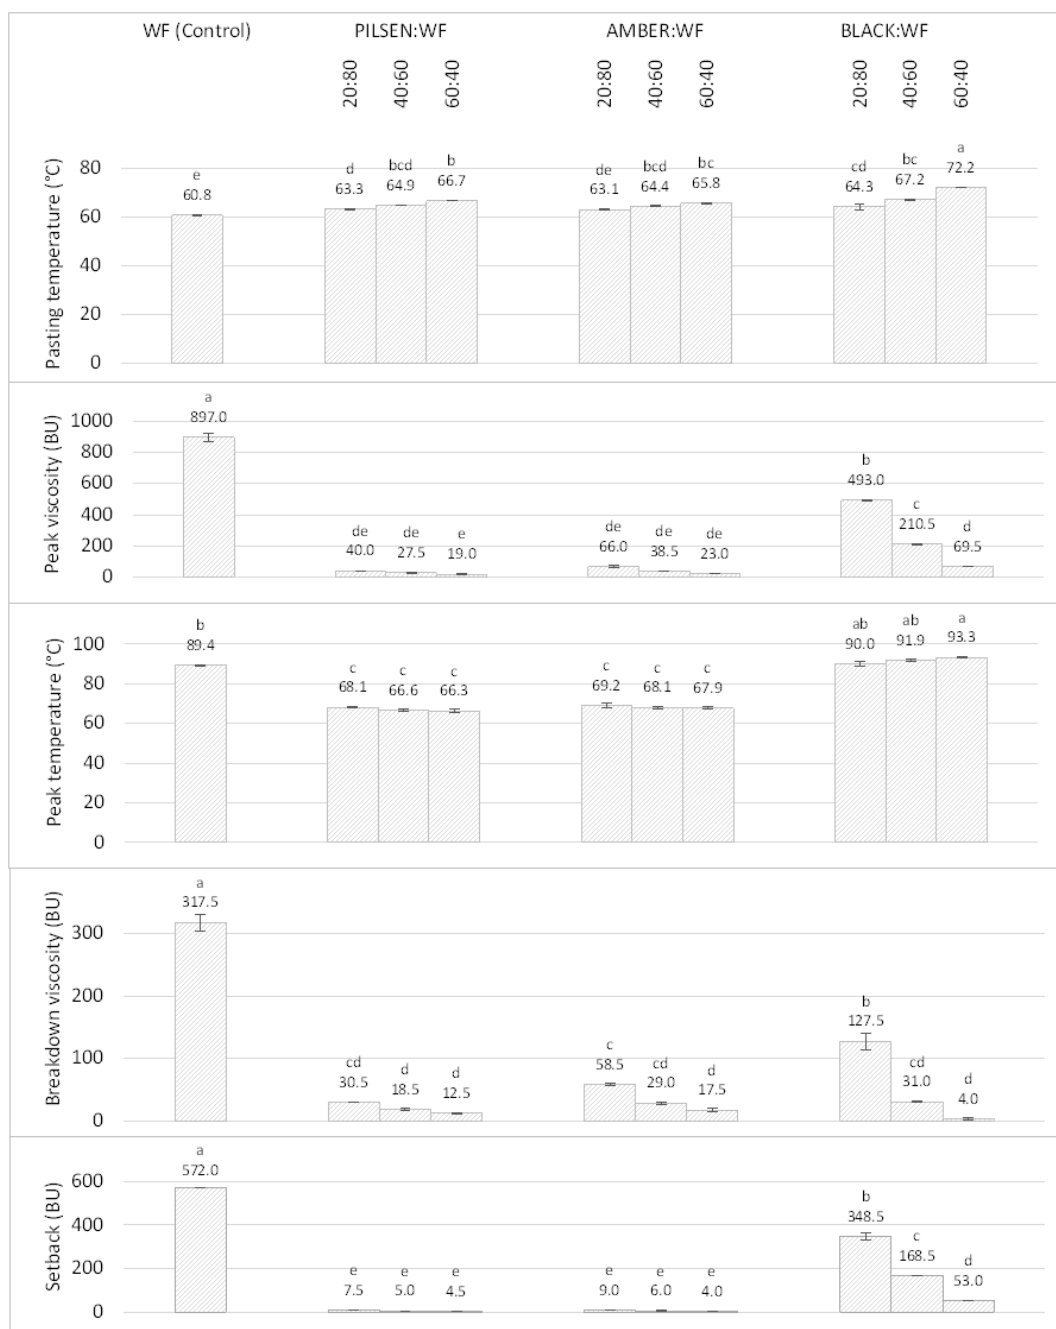 WF (Control) PILSEN:WF AMBER:WF BLACK:WF
20:80 40:60 60:40 20:80 40:60 60:40 20:80 40:60 60:40
Pasting temperature (°C)
80
60
40
20
0
e d bcd b de bcd bc cd bc a
60.8 63.3 64.9 66.7 63.1 64.4 65.8 64.3 67.2 72.2
Peak viscosity (BU)
1000
800
600
400
200
0
a de de e de de de b c d
897.0 40.0 27.5 19.0 66.0 38.5 23.0 493.0 210.5 69.5
Peak temperature (°C)
100
80
60
40
20
0
b c c c c c c ab ab a
89.4 68.1 66.6 66.3 69.2 68.1 67.9 90.0 91.9 93.3
Breakdown viscosity (BU)
300
200
100
0
a cd d d c cd d b cd d
317.5 30.5 18.5 12.5 58.5 29.0 17.5 127.5 31.0 4.0
Setback (BU)
600
400
200
0
a e e e e e e b c d
572.0 7.5 5.0 4.5 9.0 6.0 4.0 348.5 168.5 53.0